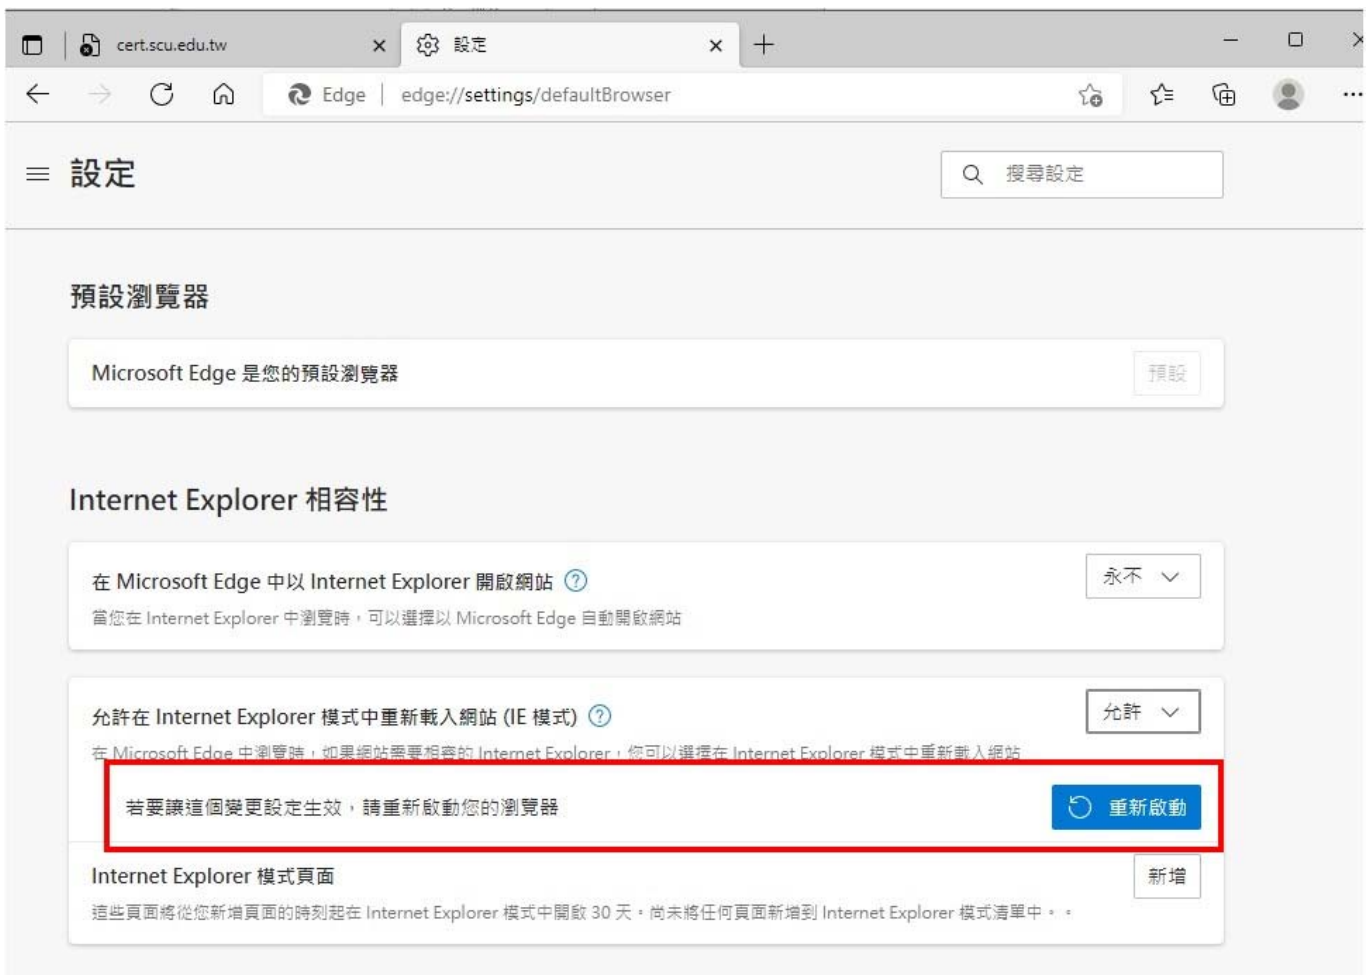 cert.scu.edu.tw
設定
Edge
edge://settings/defaultBrowser
設定
搜尋設定
預設瀏覽器
Microsoft Edge 是您的預設瀏覽器
預設
Internet Explorer 相容性
在 Microsoft Edge 中以 Internet Explorer 開啟網站
永不
當您在 Internet Explorer 中瀏覽時，可以選擇以 Microsoft Edge 自動開啟網站
允許在 Internet Explorer 模式中重新載入網站 (IE 模式)
允許
在 Microsoft Edge 中瀏覽時，如果網站需要相容的 Internet Explorer，您可以選擇在 Internet Explorer 模式中重新載入網站
若要讓這個變更設定生效，請重新啟動您的瀏覽器
重新啟動
Internet Explorer 模式頁面
新增
這些頁面將從您新增頁面的時刻起在 Internet Explorer 模式中開啟 30 天。尚未將任何頁面新增到 Internet Explorer 模式清單中。。